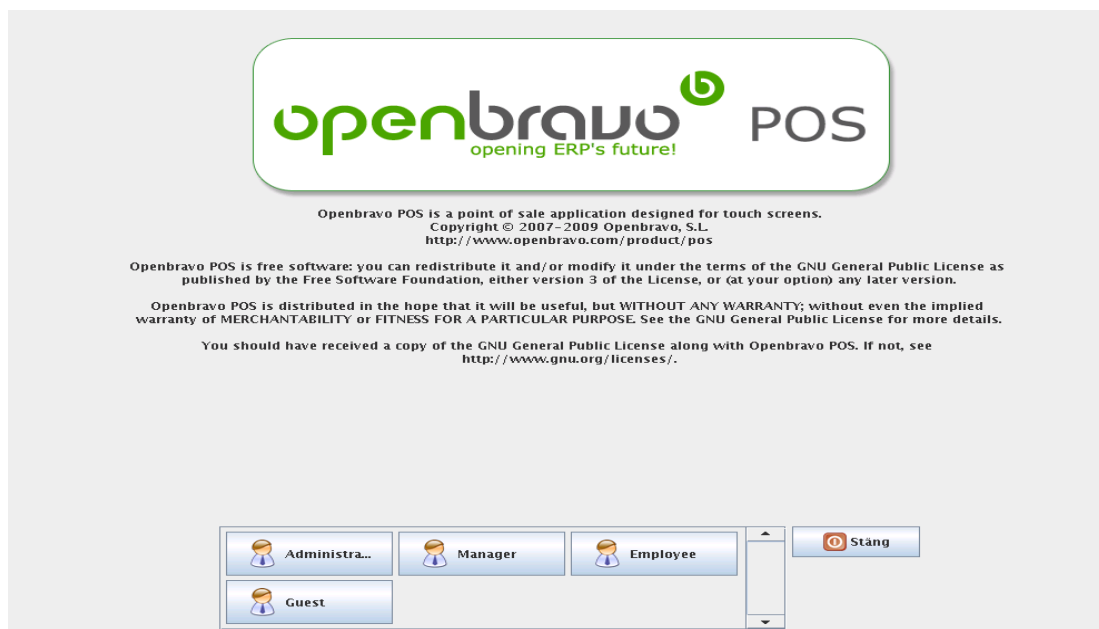 openbravo b POS
opening ERP's future!
Openbravo POS is a point of sale application designed for touch screens.
Copyright © 2007-2009 Openbravo, S.L.
http://www.openbravo.com/product/pos
Openbravo POS is free software: you can redistribute it and/or modify it under the terms of the GNU General Public License as
published by the Free Software Foundation, either version 3 of the License, or (at your option) any later version.
Openbravo POS is distributed in the hope that it will be useful, but WITHOUT ANY WARRANTY; without even the implied
warranty of MERCHANTABILITY or FITNESS FOR A PARTICULAR PURPOSE. See the GNU General Public License for more details.
You should have received a copy of the GNU General Public License along with Openbravo POS. If not, see
http://www.gnu.org/licenses/.
Administra... Manager Employee Stäng
Guest